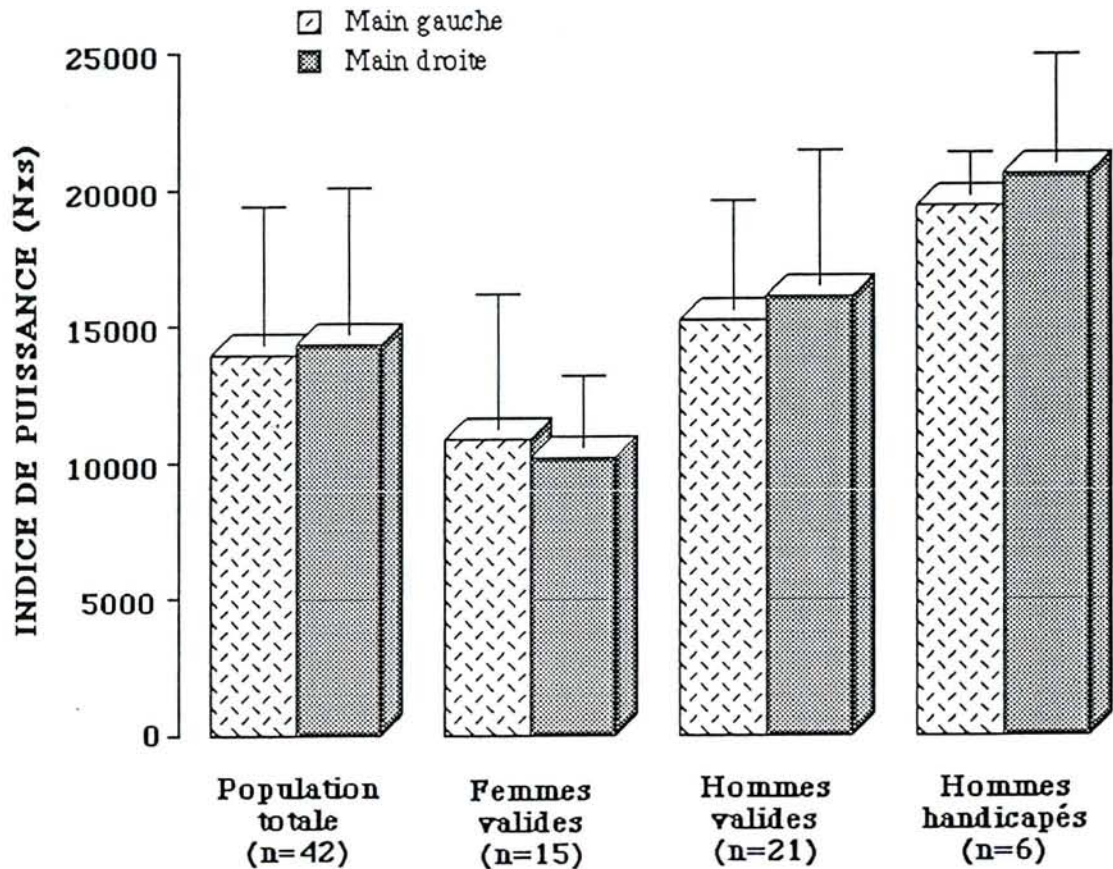 Main gauche
Main droite
INDICE DE PUISSANCE (Nxs)
25000
20000
15000
10000
5000
0
Population
totale
(n=42)
Femmes
valides
(n=15)
Hommes
valides
(n=21)
Hommes
handicapés
(n=6)